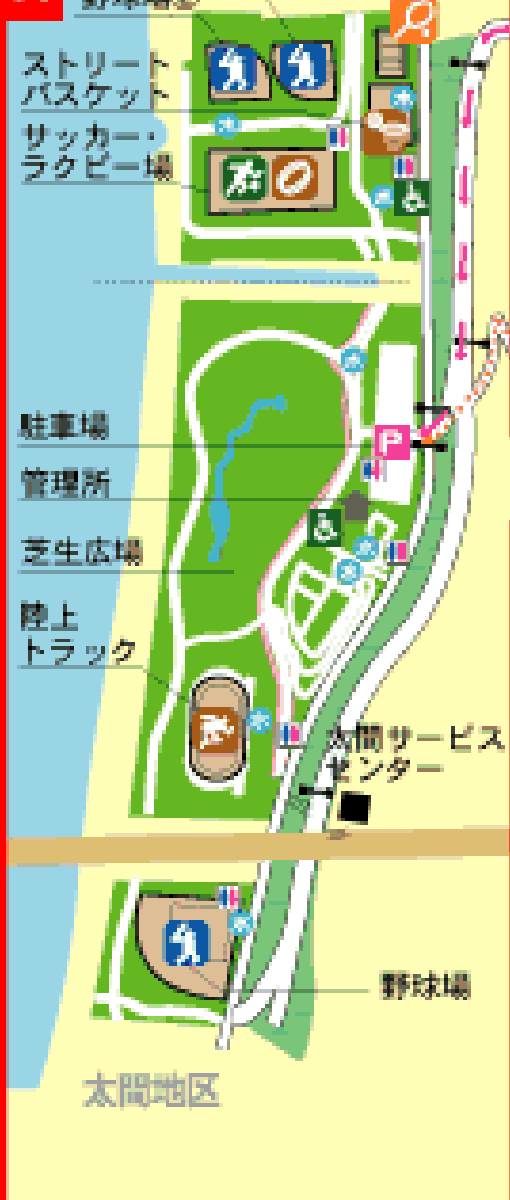 ストリート
バスケット
サッカー・
ラグビー場
P
駐車場
管理所
芝生広場
陸上
トラック
太間サービス
センター
野球場
太間地区